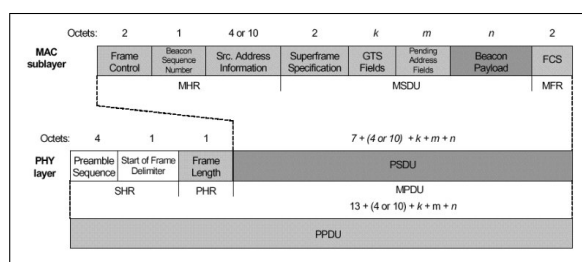 Octets: 2 1 4 or 10 2 k m n 2
MAC sublayer
Frame Control
Beacon Sequence Number
Src. Address Information
Superframe Specification
GTS Fields
Pending Address Fields
Beacon Payload
FCS
MHR MSDU MFR
Octets: 4 1 1 7 + (4 or 10) + k + m + n
PHY layer
Preamble Sequence
Start of Frame Delimiter
Frame Length
PSDU
SHR PHR MPDU
13 + (4 or 10) + k + m + n
PPDU